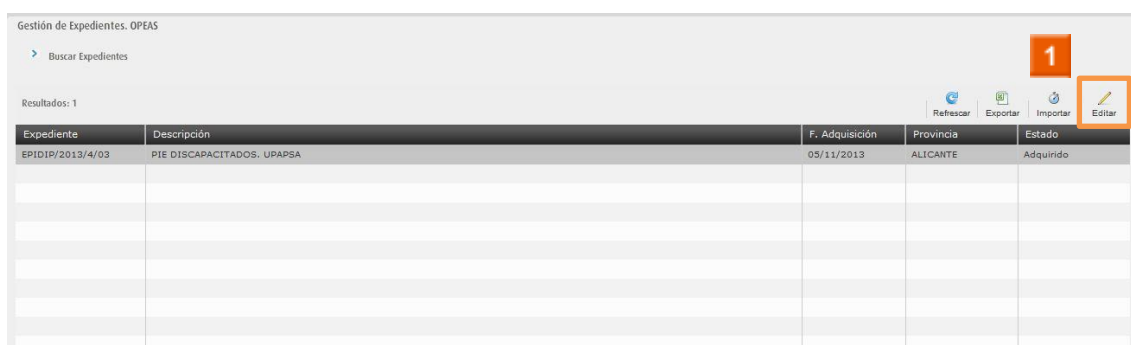 Gestión de Expedientes. OPEAS
> Buscar Expedientes
1
Resultados: 1
Refrescar Exportar Importar Editar
Expediente Descripción F. Adquisición Provincia Estado
EPIDIP/2013/4/03 PIE DISCAPACITADOS. UPAPSA 05/11/2013 ALICANTE Adquirido